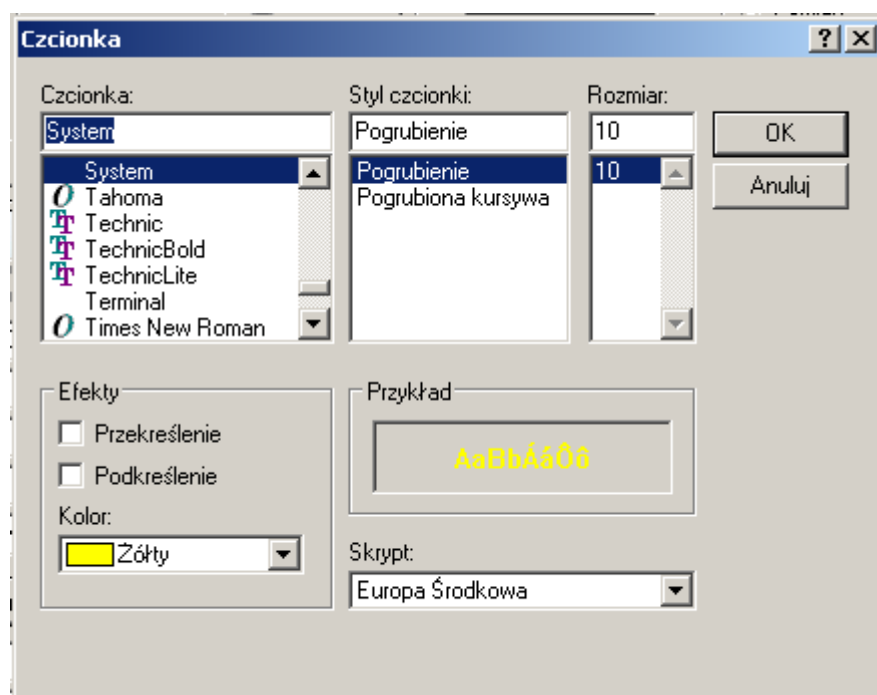 Czcionka
Czcionka:
System
System
Tahoma
Technic
TechnicBold
TechnicLite
Terminal
Times New Roman
Styl czcionki:
Pogrubienie
Pogrubienie
Pogrubiona kursywa
Rozmiar:
10
10
OK
Anuluj
Efekty
Przekreślenie
Podkreślenie
Kolor:
Żółty
Przykład
AaBbÁáÔô
Skrypt:
Europa Środkowa